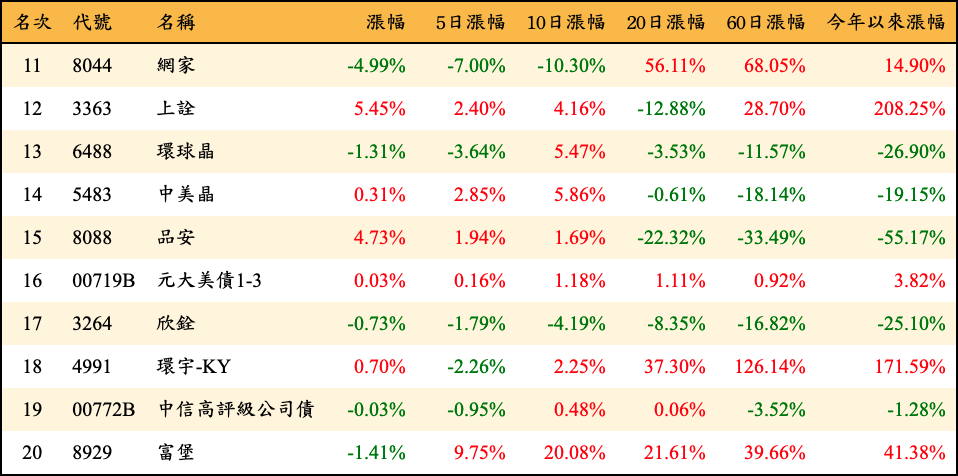 名次 代號 名稱 漲幅 5日漲幅 10日漲幅 20日漲幅 60日漲幅 今年以來漲幅
11 8044 網家 -4.99% -7.00% -10.30% 56.11% 68.05% 14.90%
12 3363 上詮 5.45% 2.40% 4.16% -12.88% 28.70% 208.25%
13 6488 環球晶 -1.31% -3.64% 5.47% -3.53% -11.57% -26.90%
14 5483 中美晶 0.31% 2.85% 5.86% -0.61% -18.14% -19.15%
15 8088 品安 4.73% 1.94% 1.69% -22.32% -33.49% -55.17%
16 00719B 元大美債1-3 0.03% 0.16% 1.18% 1.11% 0.92% 3.82%
17 3264 欣銓 -0.73% -1.79% -4.19% -8.35% -16.82% -25.10%
18 4991 環宇-KY 0.70% -2.26% 2.25% 37.30% 126.14% 171.59%
19 00772B 中信高評級公司債 -0.03% -0.95% 0.48% 0.06% -3.52% -1.28%
20 8929 富堡 -1.41% 9.75% 20.08% 21.61% 39.66% 41.38%